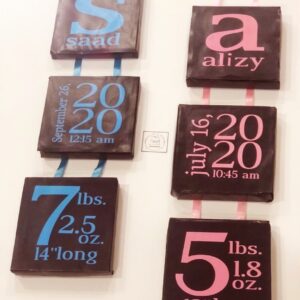 s
saad
September 26,
20
20
12:15 am
7 lbs.
2.5
oz.
14"long
a
alizy
july 16,
20
20
10:45 am
5 lbs.
1.8
oz.